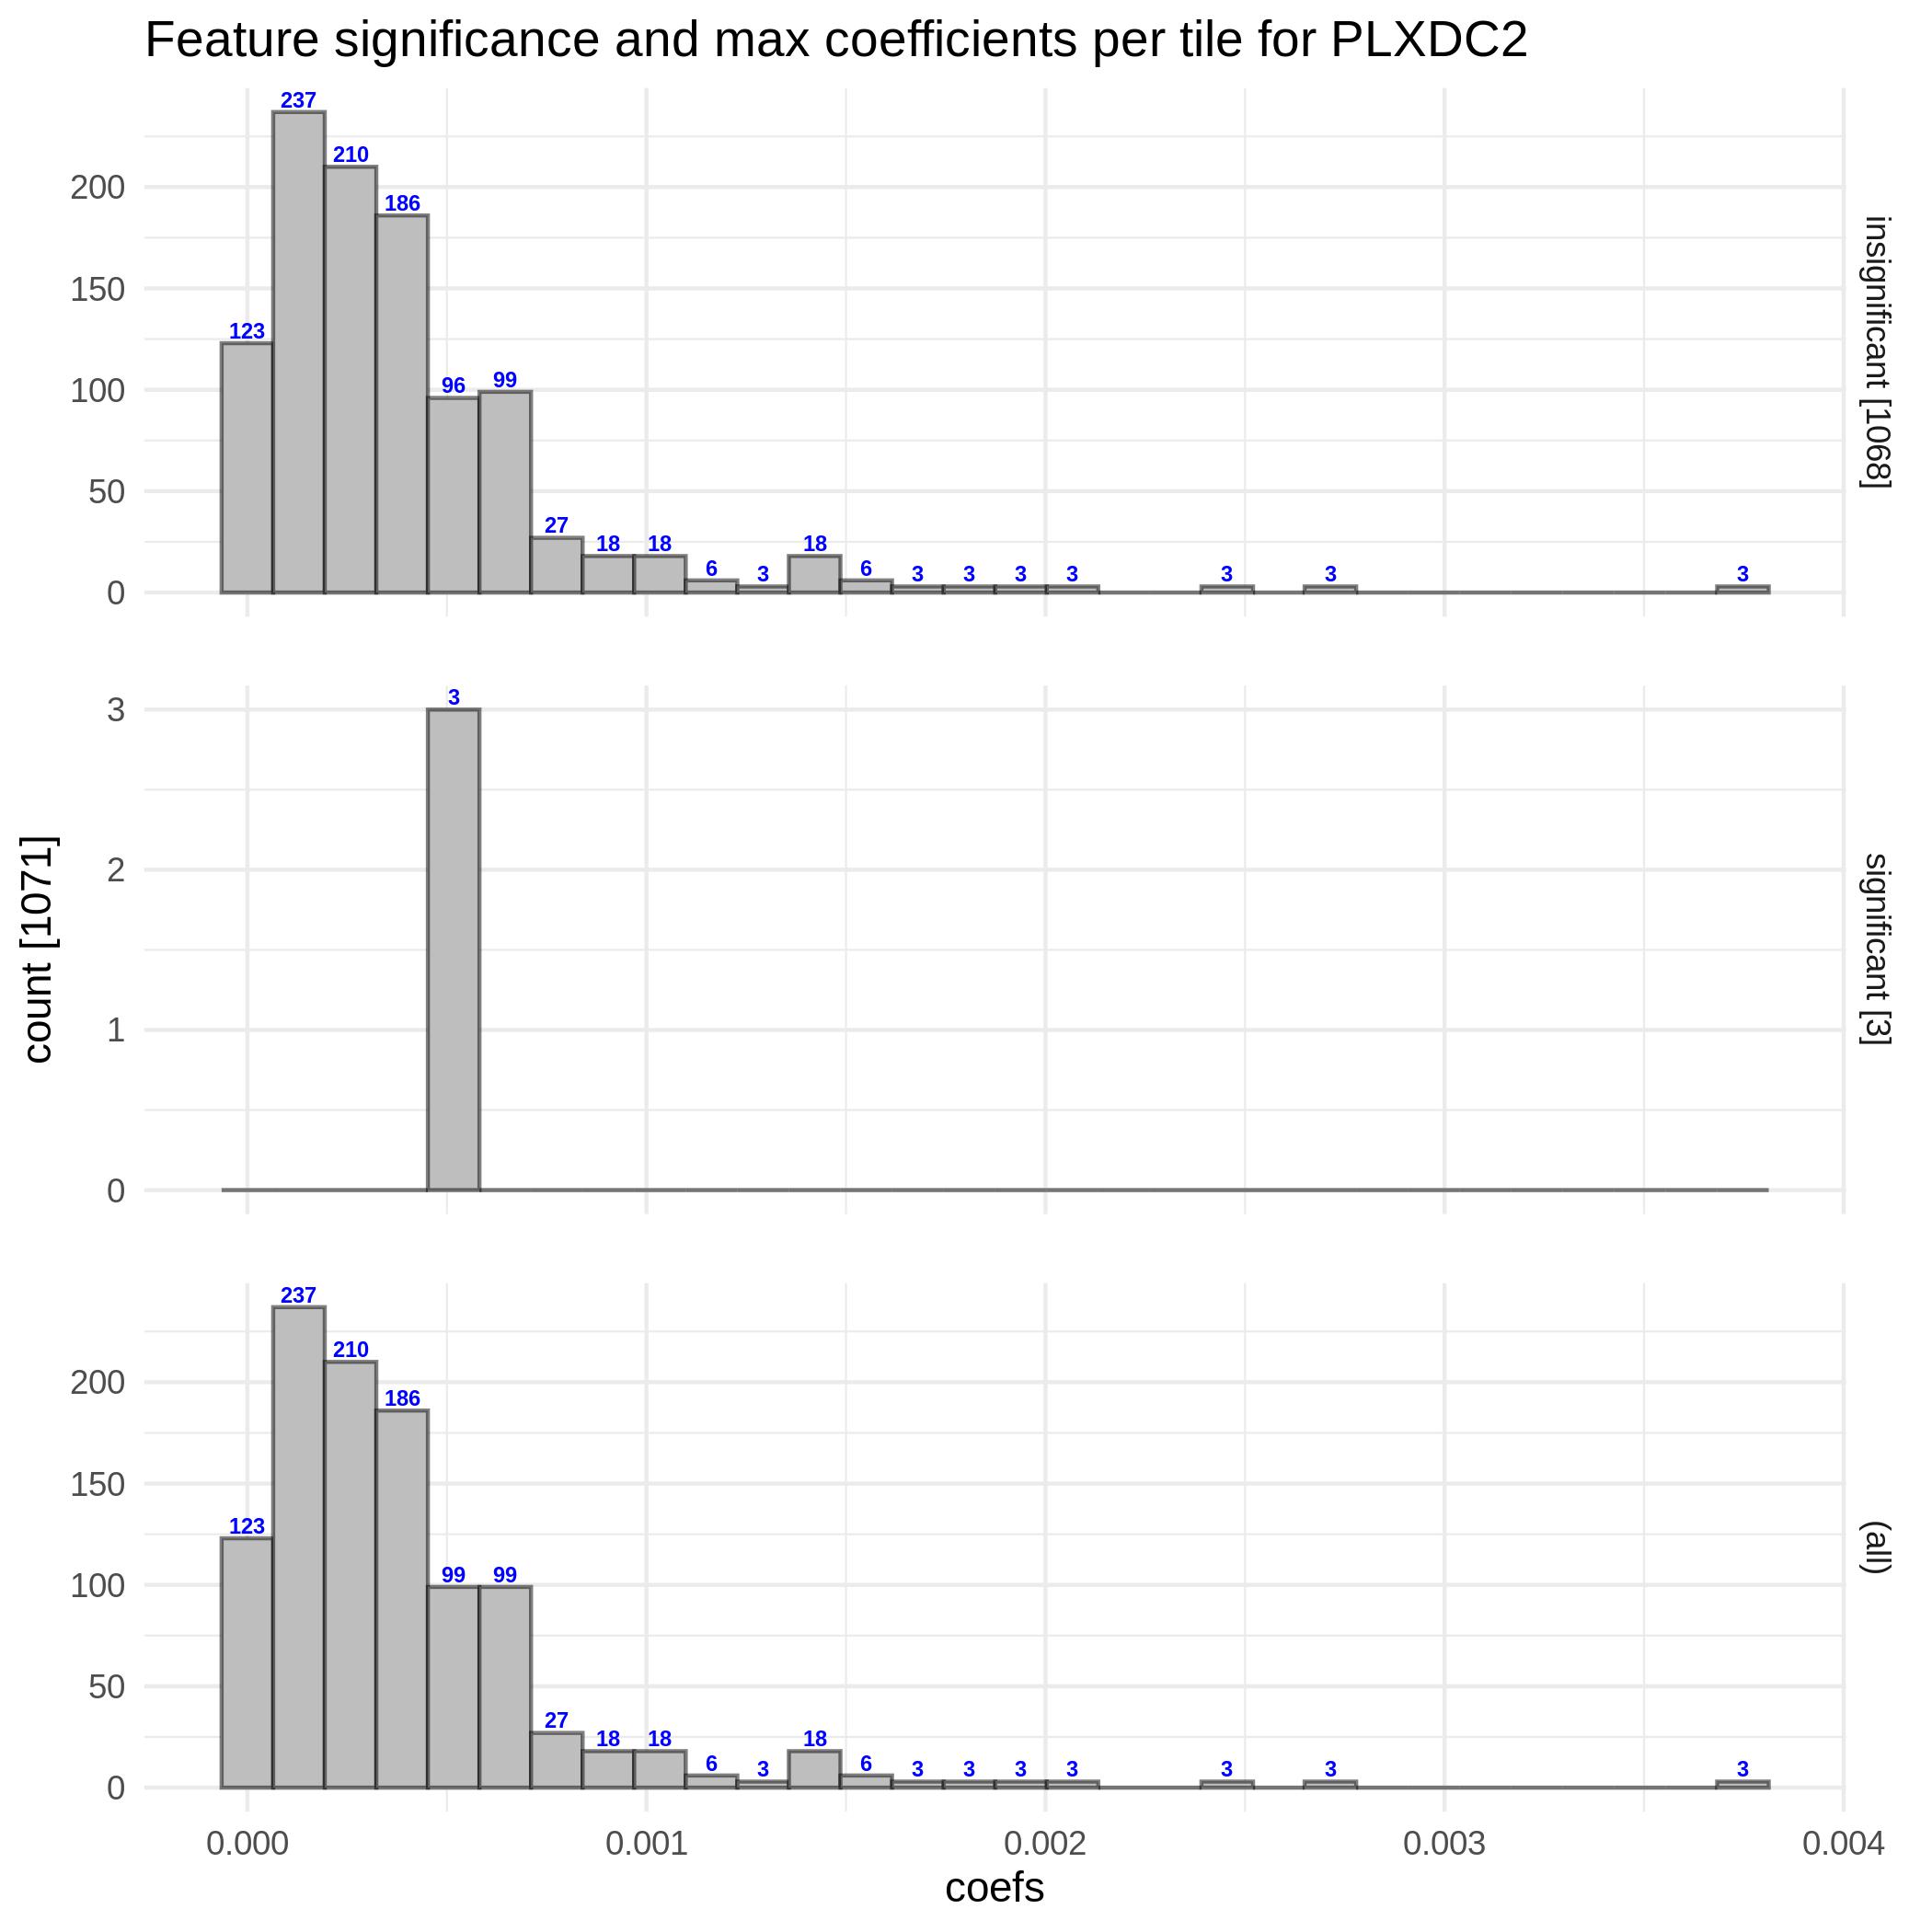 Feature significance and max coefficients per tile for PLXDC2
237
210
186
123
96 99
27 18 18 6 3 18 6 3 3 3 3 3 3 3
200
150
100
50
0
insignificant [1068]
3
3
2
1
0
significant [3]
count [1071]
237
210
186
123
99 99
27 18 18 6 3 18 6 3 3 3 3 3 3 3
200
150
100
50
0
(all)
0.000 0.001 0.002 0.003 0.004
coefs